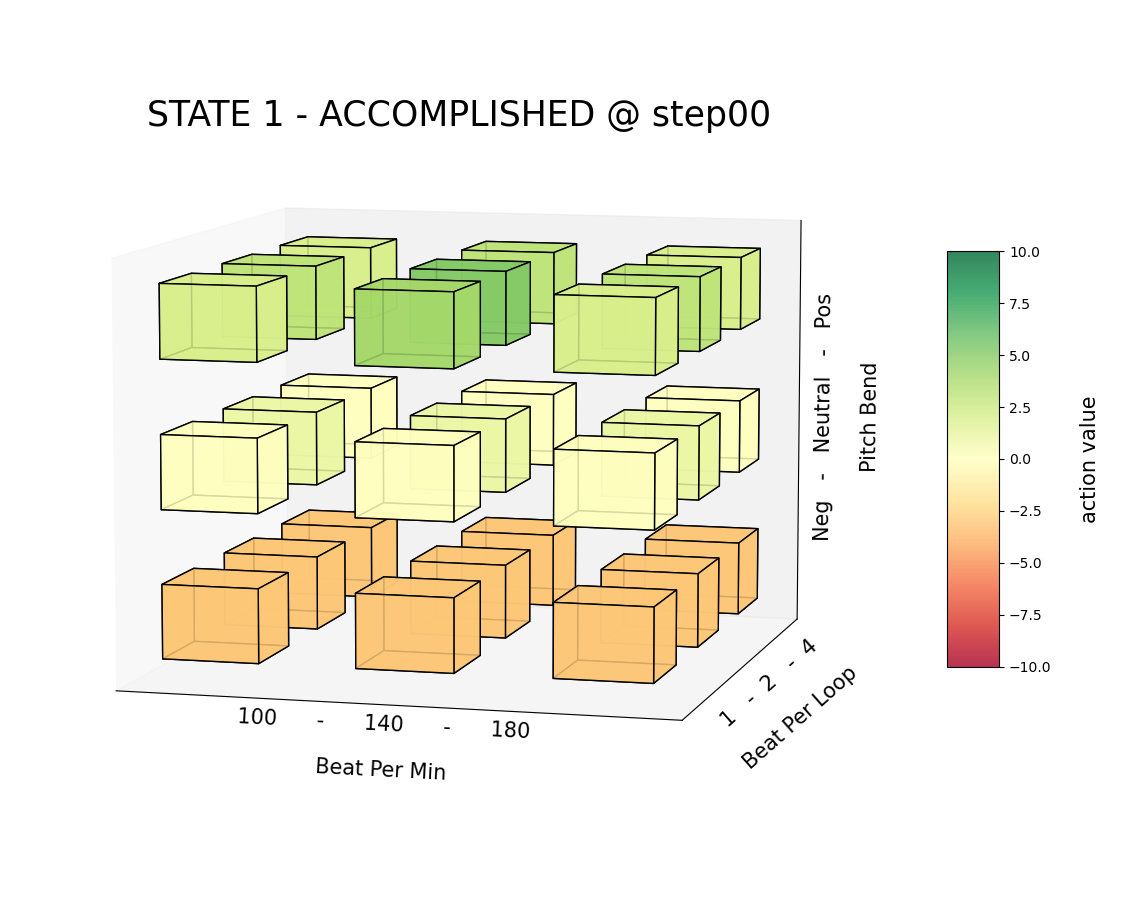 STATE 1 - ACCOMPLISHED @ step00
Neg - Neutral - Pos
Pitch Bend
100 - 140 - 180
Beat Per Min
1 - 2 - 4
Beat Per Loop
10.0
7.5
5.0
2.5
0.0
−2.5
−5.0
−7.5
−10.0
action value